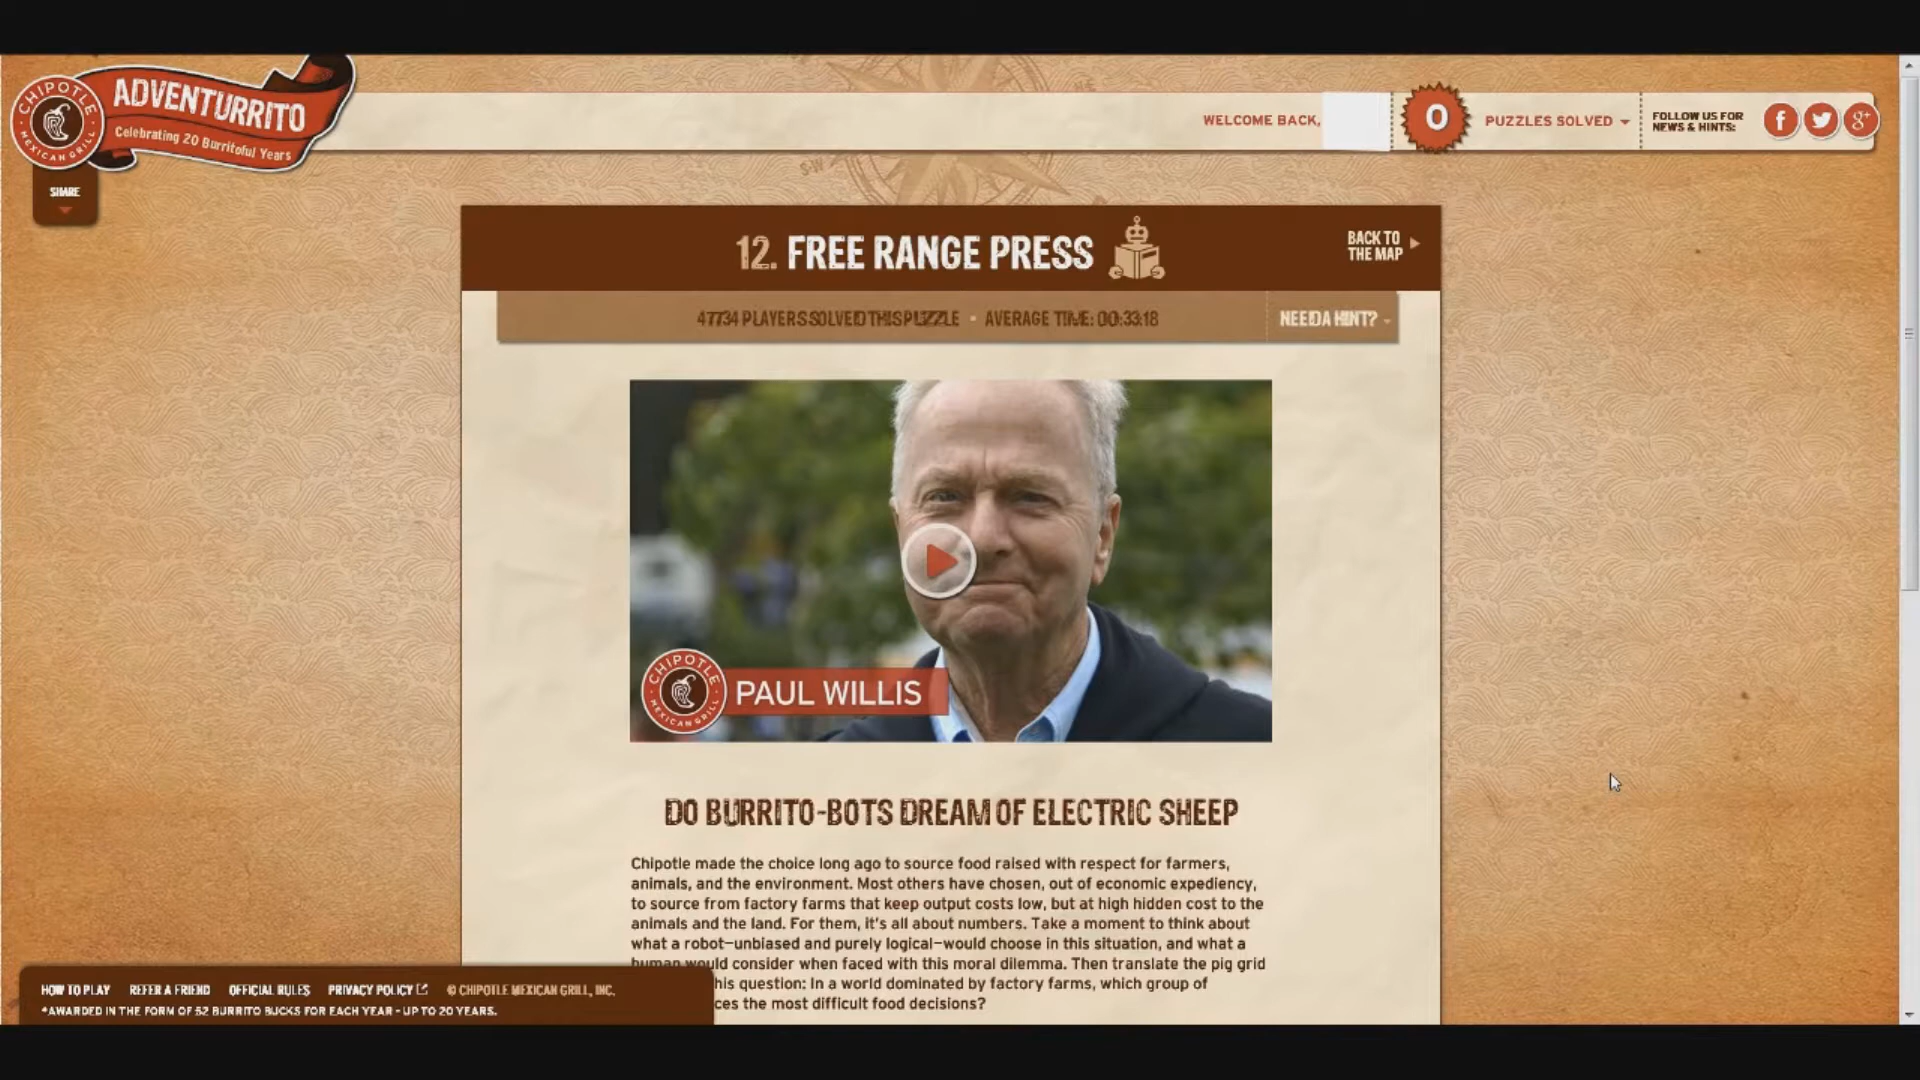 CHIPOTLE
MEXICAN GRILL
ADVENTURRITO
Celebrating 20 Burritoful Years
SHARE
WELCOME BACK,
0
PUZZLES SOLVED
FOLLOW US FOR
NEWS & HINTS:
S-W
12. FREE RANGE PRESS
BACK TO
THE MAP
47734 PLAYERS SOLVED THIS PUZZLE • AVERAGE TIME: 00:33:18
NEED A HINT?
CHIPOTLE
MEXICAN GRILL
PAUL WILLIS
DO BURRITO-BOTS DREAM OF ELECTRIC SHEEP
Chipotle made the choice long ago to source food raised with respect for farmers,
animals, and the environment. Most others have chosen, out of economic expediency,
to source from factory farms that keep output costs low, but at high hidden cost to the
animals and the land. For them, it's all about numbers. Take a moment to think about
what a robot—unbiased and purely logical—would choose in this situation, and what a
human would consider when faced with this moral dilemma. Then translate the pig grid
his question: In a world dominated by factory farms, which group of
ces the most difficult food decisions?
HOW TO PLAY REFER A FRIEND OFFICIAL RULES PRIVACY POLICY © CHIPOTLE MEXICAN GRILL, INC.
*AWARDED IN THE FORM OF 52 BURRITO BUCKS FOR EACH YEAR - UP TO 20 YEARS.